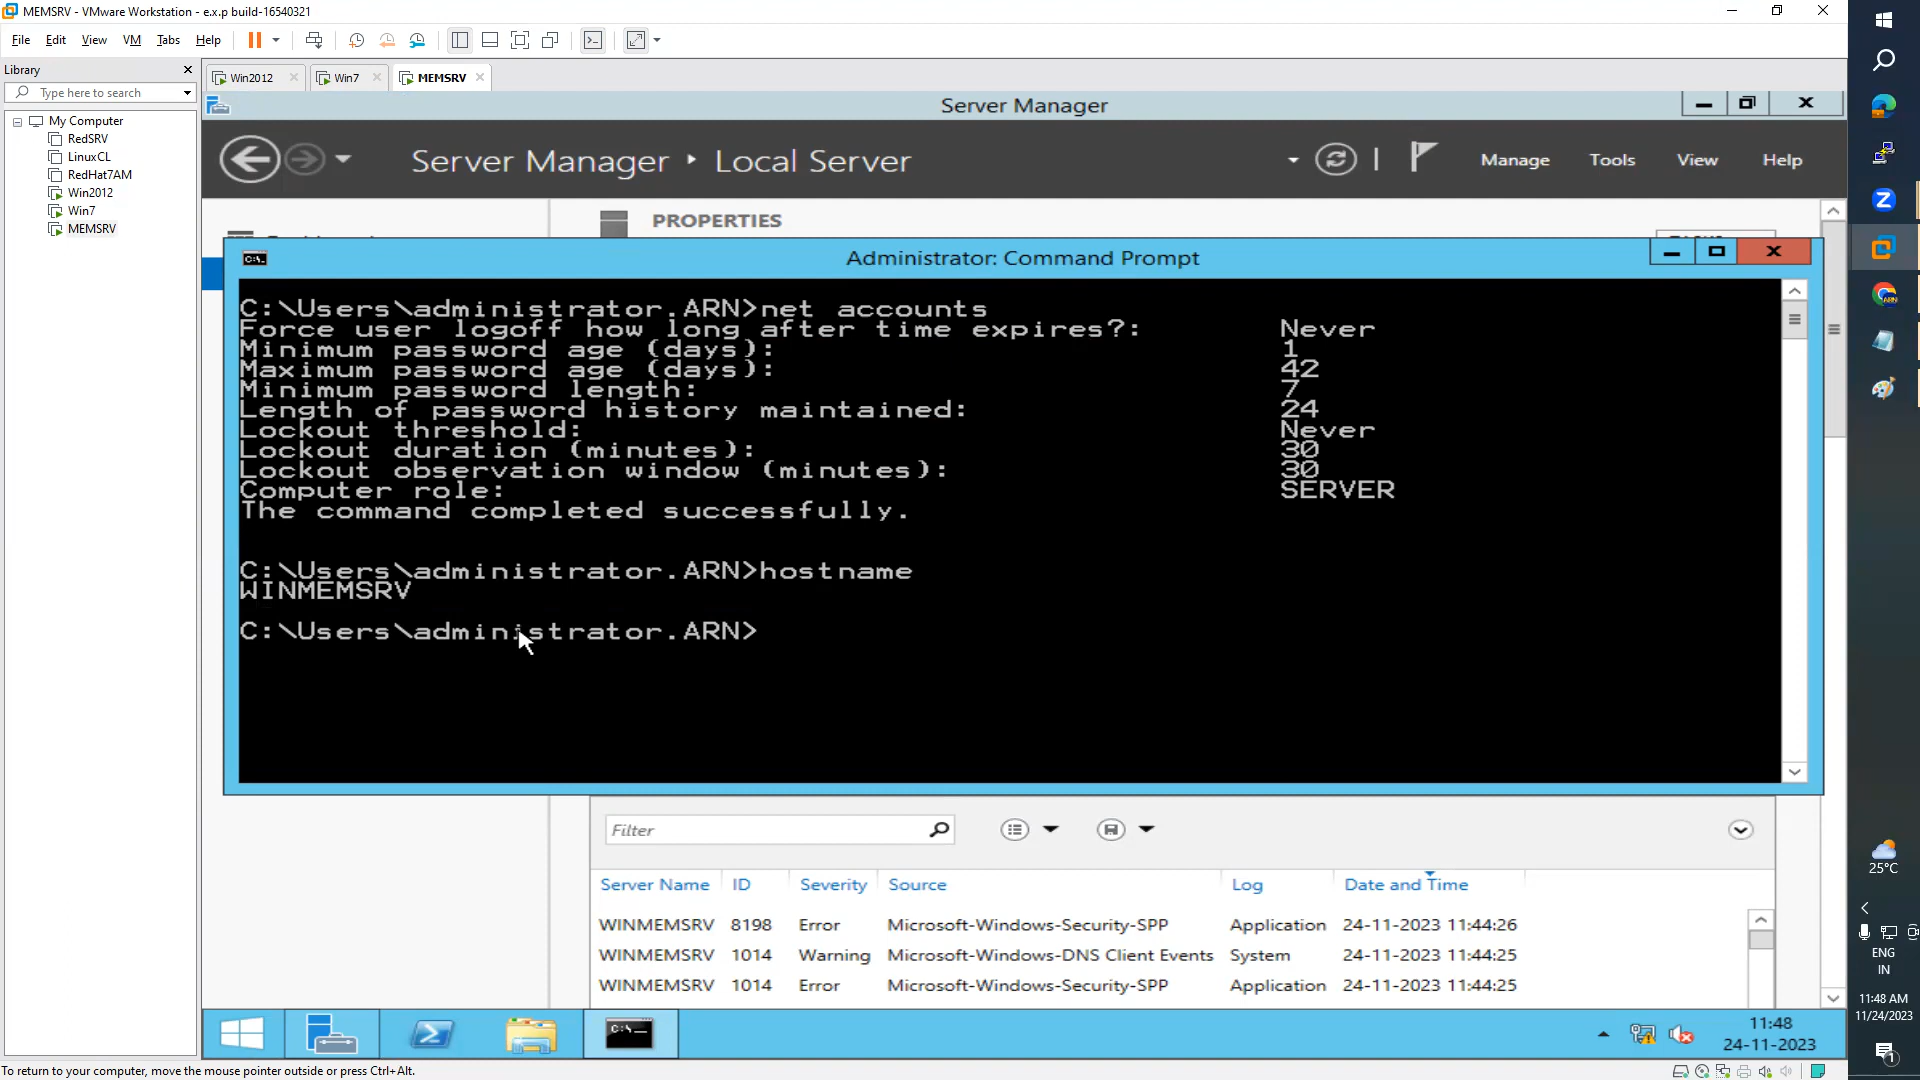 MEMSRV - VMware Workstation - e.x.p build-16540321
File Edit View VM Tabs Help
Library
Type here to search
My Computer
RedSRV
LinuxCL
RedHat7AM
Win2012
Win7
MEMSRV
Win2012 Win7 MEMSRV
Server Manager
Server Manager Local Server
Manage Tools View Help
PROPERTIES
Administrator: Command Prompt
C:\Users\administrator.ARN>net accounts
Force user logoff how long after time expires?: Never
Minimum password age (days): 1
Maximum password age (days): 42
Minimum password length: 7
Length of password history maintained: 24
Lockout threshold: Never
Lockout duration (minutes): 30
Lockout observation window (minutes): 30
Computer role: SERVER
The command completed successfully.
C:\Users\administrator.ARN>hostname
WINMEMSRV
C:\Users\administrator.ARN>
Filter
Server Name ID Severity Source Log Date and Time
WINMEMSRV 8198 Error Microsoft-Windows-Security-SPP Application 24-11-2023 11:44:26
WINMEMSRV 1014 Warning Microsoft-Windows-DNS Client Events System 24-11-2023 11:44:25
WINMEMSRV 1014 Error Microsoft-Windows-Security-SPP Application 24-11-2023 11:44:25
11:48
24-11-2023
To return to your computer, move the mouse pointer outside or press Ctrl+Alt.
25°C
ENG
IN
11:48 AM
11/24/2023
1